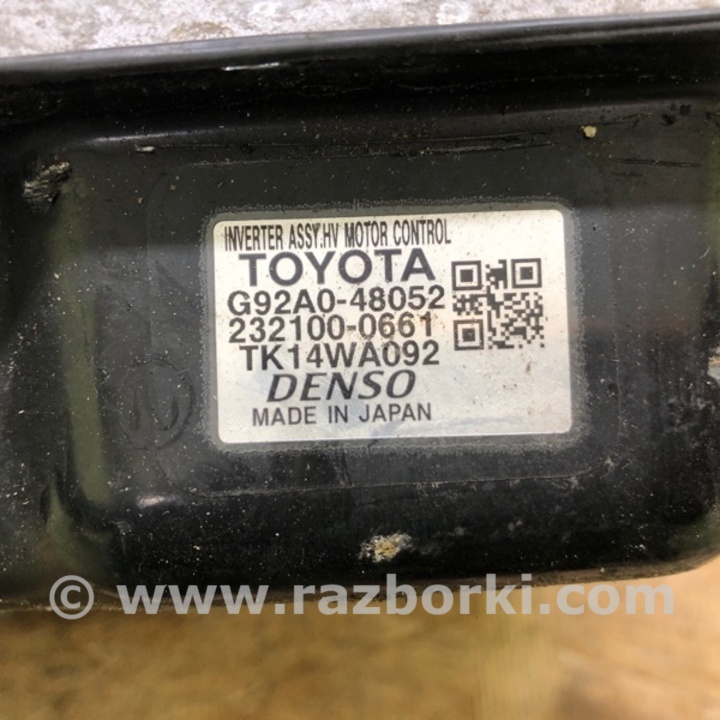 INVERTER ASSY.HV MOTOR CONTROL
TOYOTA
G92A0-48052
232100-0661
TK14WA092
DENSO
MADE IN JAPAN
© www.razborki.com